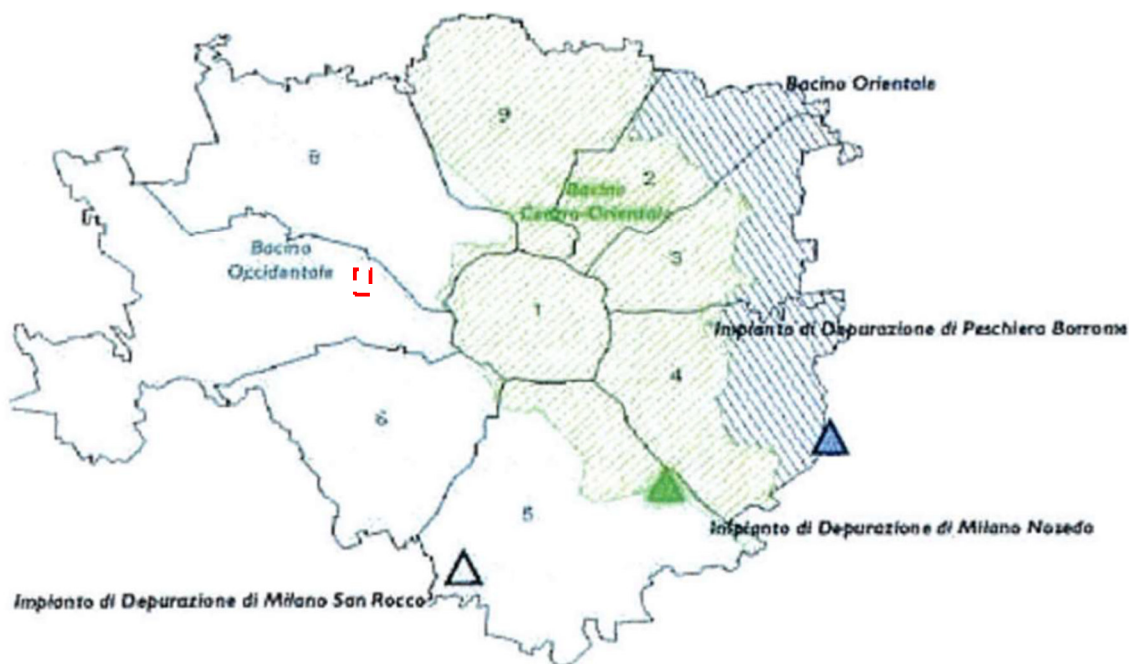 9
Bacino Orientale
8
2
Bacino
Centro-Orientale
Bacino
Occidentale
3
1
Impianto di Depurazione di Peschiera Borrome
4
6
5
Impianto di Depurazione di Milano Nosedo
Impianto di Depurazione di Milano San Rocco